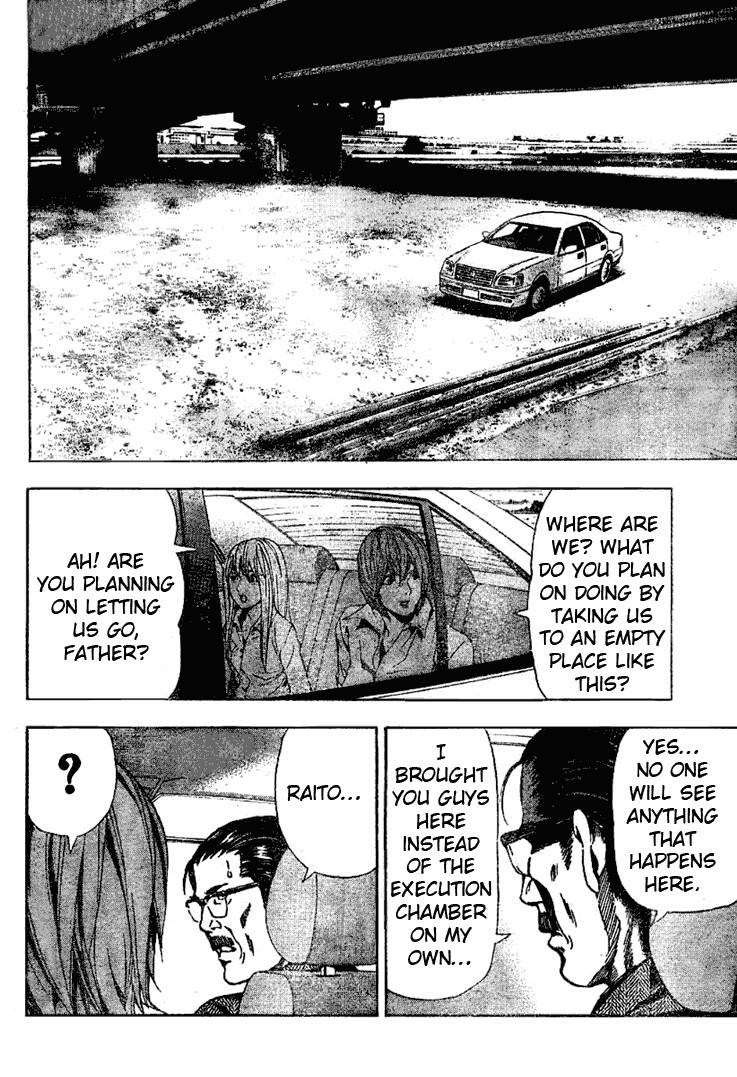 WHERE ARE
WE? WHAT
DO YOU PLAN
ON DOING BY
TAKING US
TO AN EMPTY
PLACE LIKE
THIS?
AH! ARE
YOU PLANNING
ON LETTING
US GO,
FATHER?
YES...
NO ONE
WILL SEE
ANYTHING
THAT
HAPPENS
HERE.
I
BROUGHT
YOU GUYS
HERE
INSTEAD
OF THE
EXECUTION
CHAMBER
ON MY
OWN...
RAITO...
?